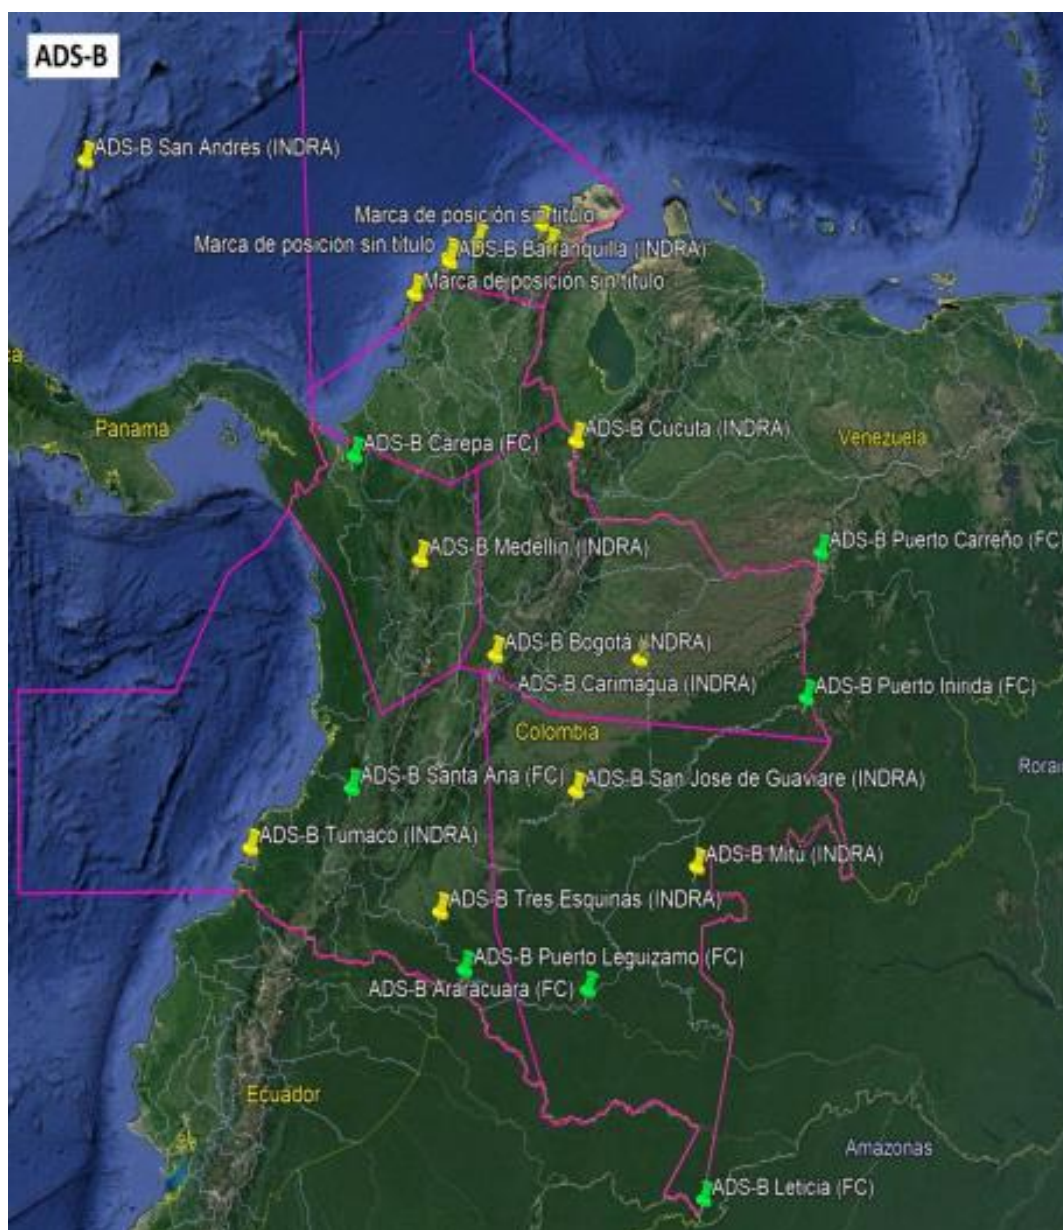 ADS-B
ADS-B San Andres (INDRA)
Marca de posición sin título
Marca de posición sin título
ADS-B Barranquilla (INDRA)
Marca de posición sin título
Panama
ADS-B Carepa (FC)
ADS-B Cucuta (INDRA)
Venezuela
ADS-B Medellin (INDRA)
ADS-B Puerto Carreño (FC)
ADS-B Bogotá (INDRA)
ADS-B Carimagua (INDRA)
ADS-B Puerto Inirida (FC)
Colombia
ADS-B Santa Ana (FC)
ADS-B San Jose de Guaviare (INDRA)
Rorai
ADS-B Tumaco (INDRA)
ADS-B Mitu (INDRA)
ADS-B Tres Esquinas (INDRA)
ADS-B Puerto Leguizamo (FC)
ADS-B Araracuara (FC)
Ecuador
Amazonas
ADS-B Leticia (FC)